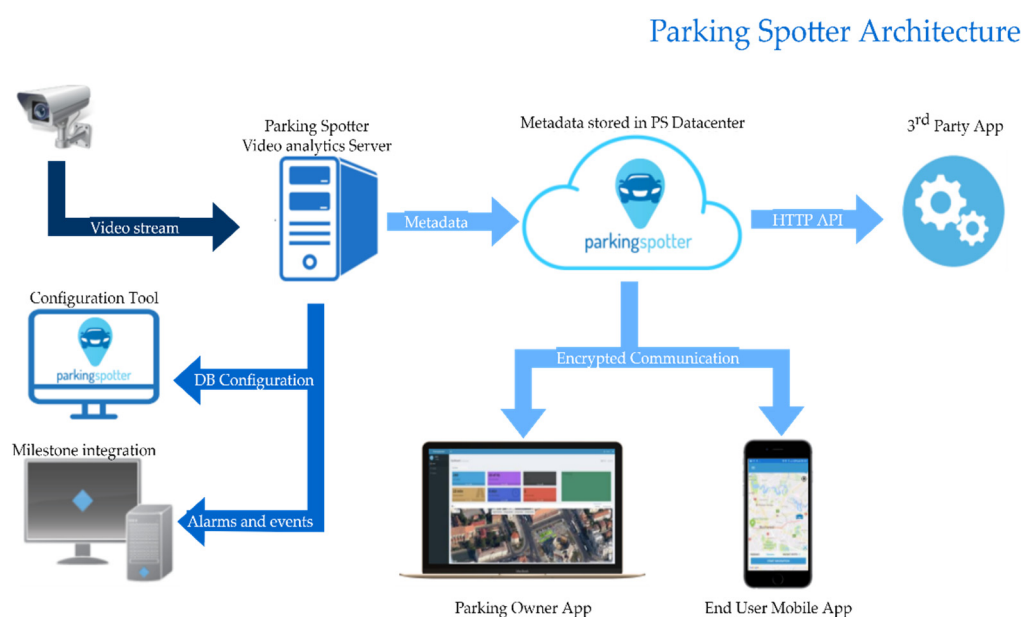 Parking Spotter Architecture
Parking Spotter
Video analytics Server
Metadata stored in PS Datacenter
3rd Party App
Video stream
Metadata
parkingspotter
HTTP API
Configuration Tool
parkingspotter
DB Configuration
Encrypted Communication
Milestone integration
Alarms and events
Parking Owner App
End User Mobile App